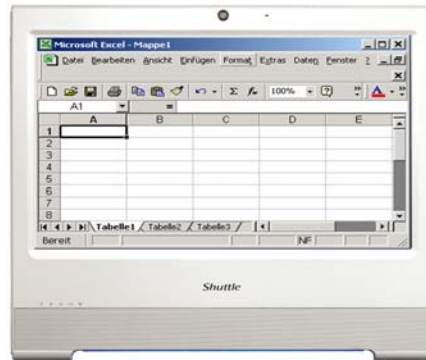 Microsoft Excel - Mappe1
Datei Bearbeiten Ansicht Einfügen Format Extras Daten Fenster ?
100%
A1 =
A B C D E
1
2
3
4
5
6
7
8
Tabelle1 Tabelle2 Tabelle3
Bereit NF
Shuttle